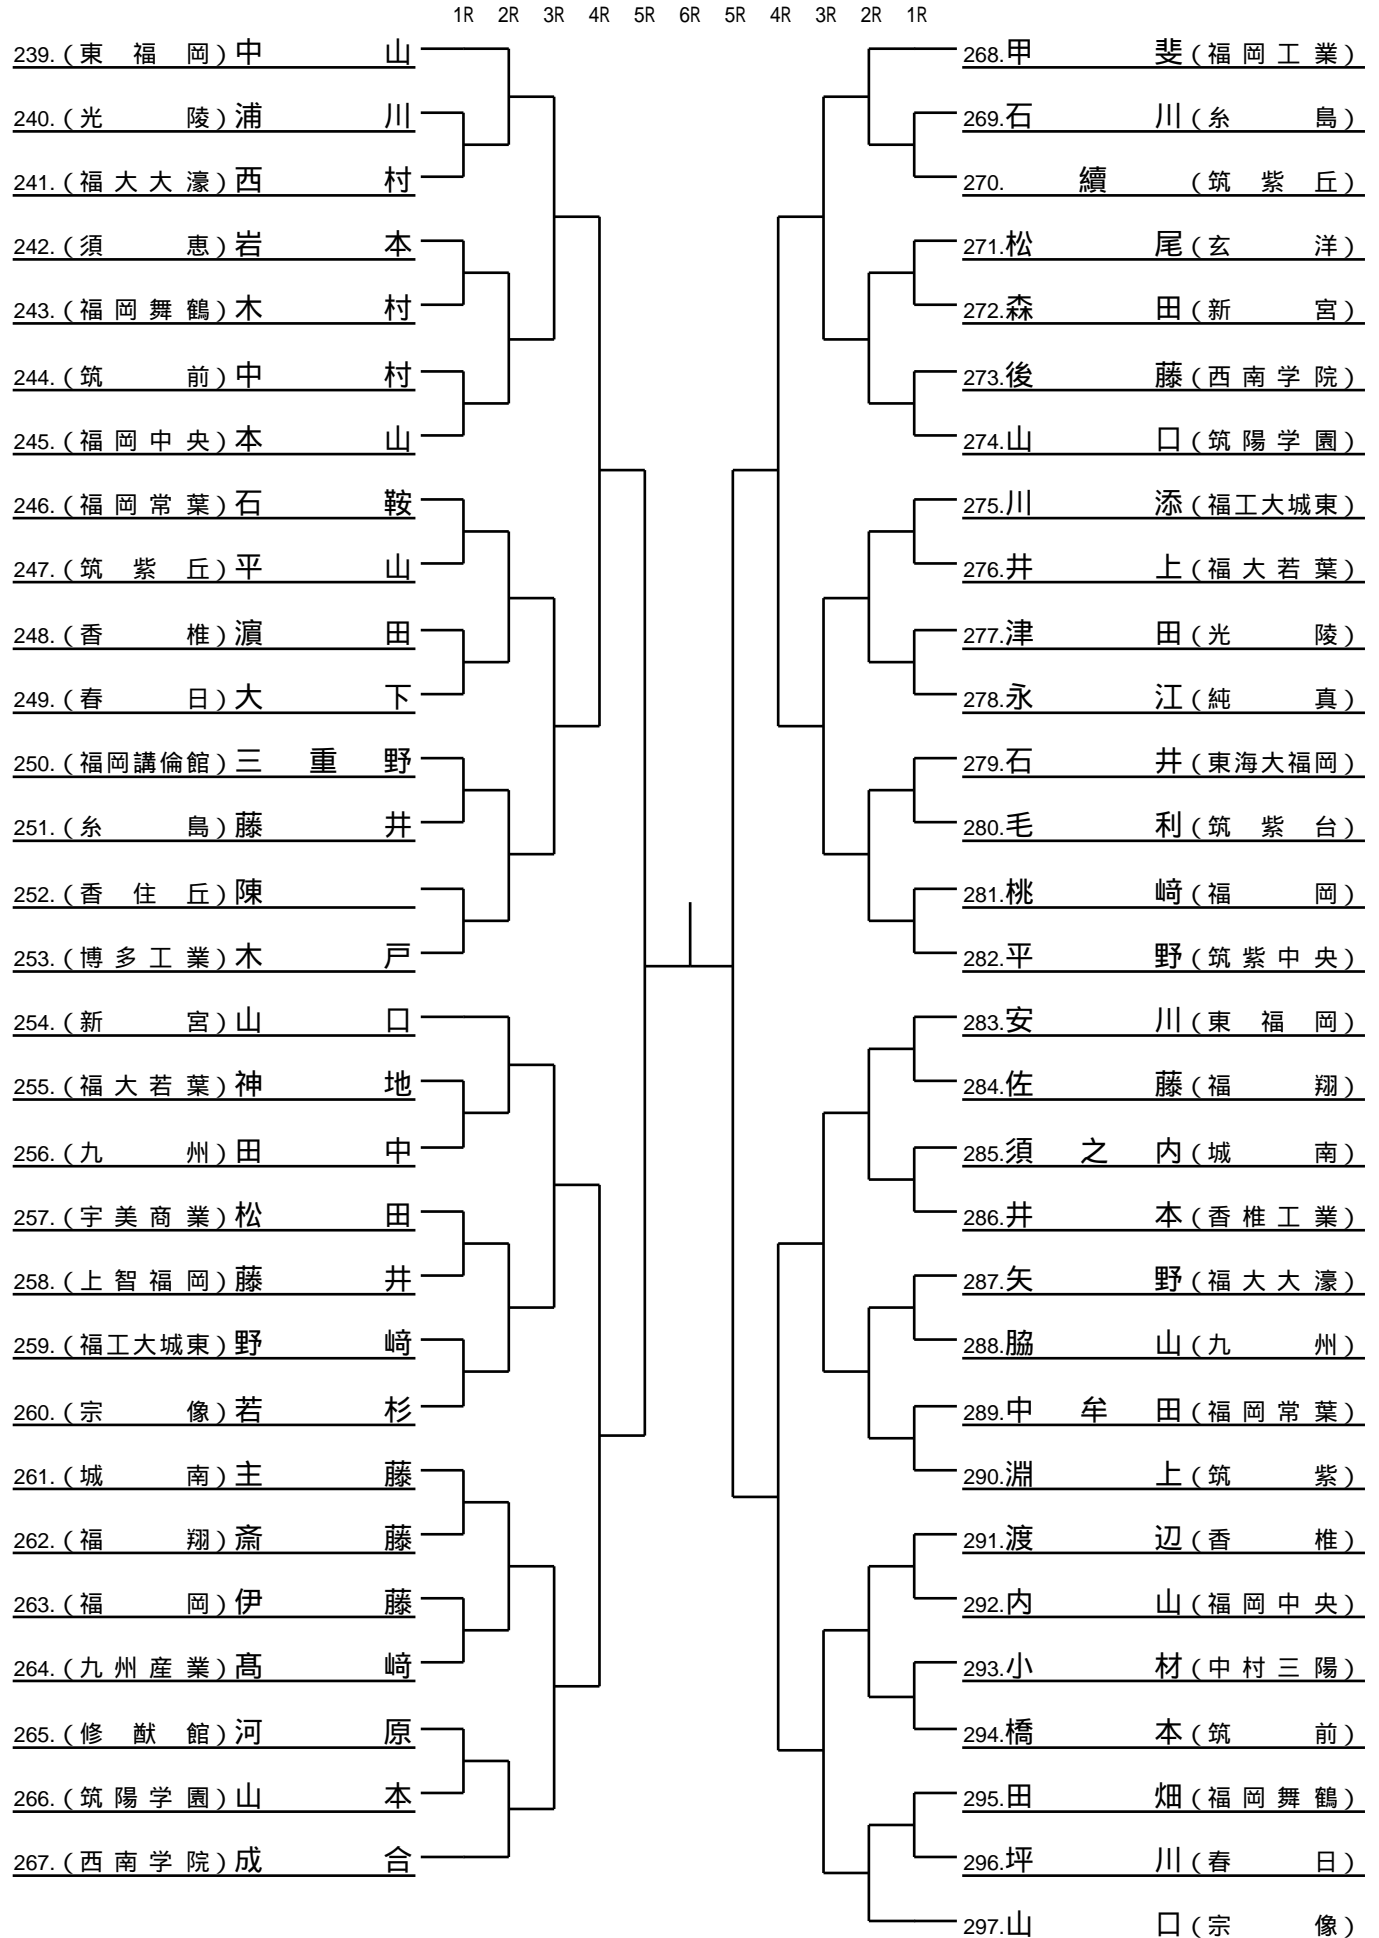 1R 2R 3R 4R 5R 6R 5R 4R 3R 2R 1R
239.(東福岡)中山
240.(光陵)浦川
241.(福大大濠)西村
242.(須恵)岩本
243.(福岡舞鶴)木村
244.(筑前)中村
245.(福岡中央)本山
246.(福岡常葉)石鞍
247.(筑紫丘)平山
248.(香椎)濵田
249.(春日)大下
250.(福岡講倫館)三重野
251.(糸島)藤井
252.(香住丘)陳
253.(博多工業)木戸
254.(新宮)山口
255.(福大若葉)神地
256.(九州)田中
257.(宇美商業)松田
258.(上智福岡)藤井
259.(福工大城東)野﨑
260.(宗像)若杉
261.(城南)主藤
262.(福翔)斎藤
263.(福岡)伊藤
264.(九州産業)髙﨑
265.(修猷館)河原
266.(筑陽学園)山本
267.(西南学院)成合
268.甲斐(福岡工業)
269.石川(糸島)
270.續(筑紫丘)
271.松尾(玄洋)
272.森田(新宮)
273.後藤(西南学院)
274.山口(筑陽学園)
275.川添(福工大城東)
276.井上(福大若葉)
277.津田(光陵)
278.永江(純真)
279.石井(東海大福岡)
280.毛利(筑紫台)
281.桃﨑(福岡)
282.平野(筑紫中央)
283.安川(東福岡)
284.佐藤(福翔)
285.須之内(城南)
286.井本(香椎工業)
287.矢野(福大大濠)
288.脇山(九州)
289.中牟田(福岡常葉)
290.淵上(筑紫)
291.渡辺(香椎)
292.内山(福岡中央)
293.小材(中村三陽)
294.橋本(筑前)
295.田畑(福岡舞鶴)
296.坪川(春日)
297.山口(宗像)